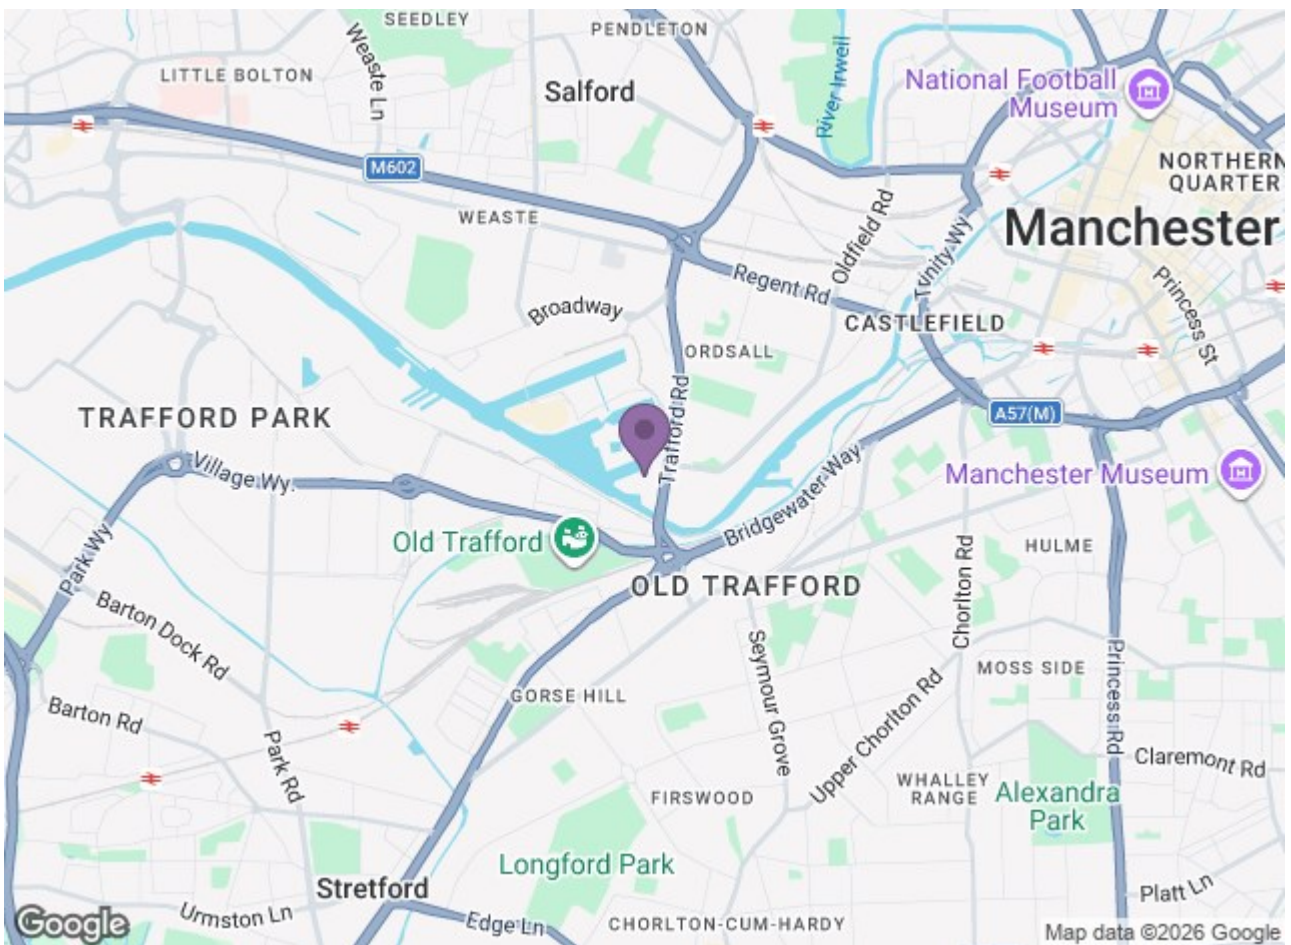 SEEDLEY
PENDLETON
Weaste Ln
LITTLE BOLTON
Salford
River Irwell
National Football
Museum
NORTHERN
QUARTER
M602
WEASTE
Manchester
Oldfield Rd
Trinity Wy
Regent Rd
Princess St
Broadway
CASTLEFIELD
ORDSALL
Trafford Rd
TRAFFORD PARK
A57(M)
Village Wy.
Bridgewater Way
Manchester Museum
Park Wy
Old Trafford
HULME
OLD TRAFFORD
Chorlton Rd
Barton Dock Rd
Seymour Grove
MOSS SIDE
Princess Rd
GORSE HILL
Upper Chorlton Rd
Barton Rd
Park Rd
Claremont Rd
WHALLEY
RANGE
Alexandra
Park
FIRSWOOD
Longford Park
Stretford
Platt Ln
Urmston Ln
Edge Ln
CHORLTON-CUM-HARDY
Google
Map data ©2026 Google